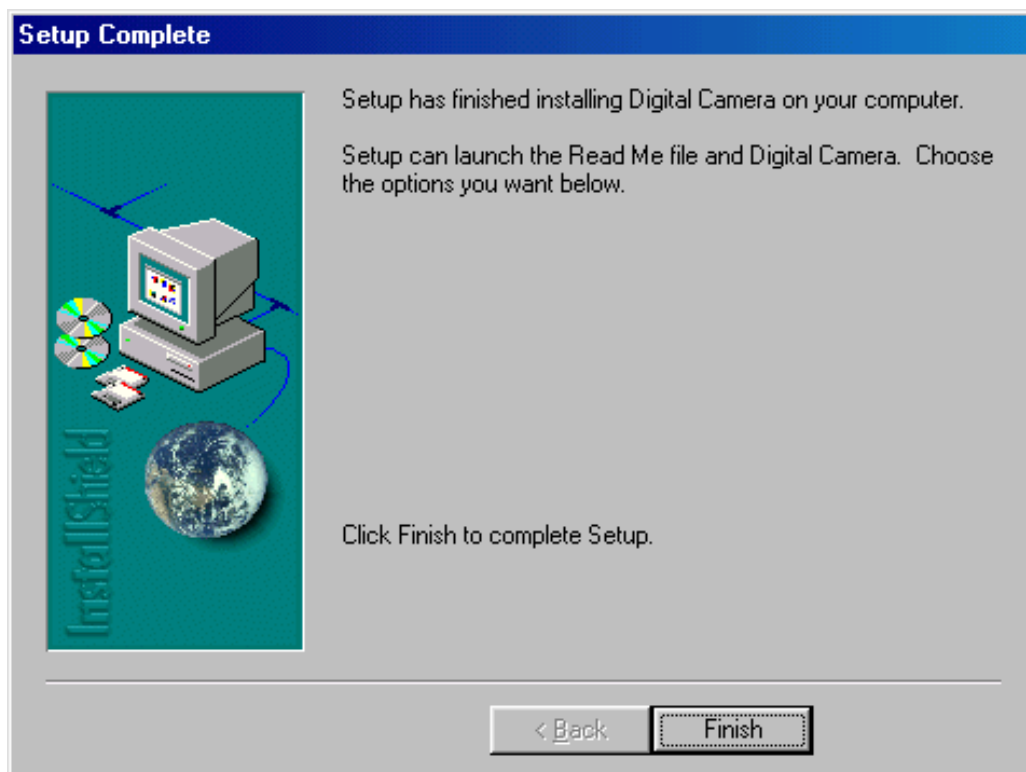 Setup Complete
Setup has finished installing Digital Camera on your computer.
Setup can launch the Read Me file and Digital Camera.  Choose
the options you want below.
InstallShield
Click Finish to complete Setup.
< Back
Finish